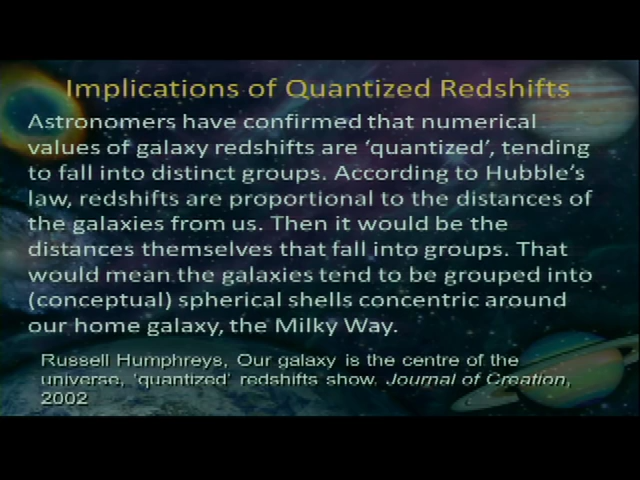 Implications of Quantized Redshifts
Astronomers have confirmed that numerical
values of galaxy redshifts are ‘quantized’, tending
to fall into distinct groups. According to Hubble’s
law, redshifts are proportional to the distances of
the galaxies from us. Then it would be the
distances themselves that fall into groups. That
would mean the galaxies tend to be grouped into
(conceptual) spherical shells concentric around
our home galaxy, the Milky Way.
Russell Humphreys, Our galaxy is the centre of the
universe, ‘quantized’ redshifts show. Journal of Creation,
2002